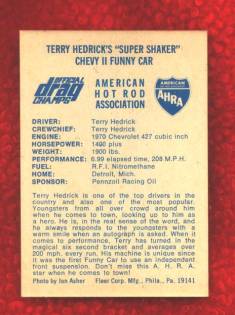 TERRY HEDRICK'S "SUPER SHAKER"
CHEVY II FUNNY CAR
OFFICIAL
drag
CHAMPS
AMERICAN
HOT ROD
ASSOCIATION
AMERICAN
AHRA
DRIVER: Terry Hedrick
CREWCHIEF: Terry Hedrick
ENGINE: 1970 Chevrolet 427 cubic inch
HORSEPOWER: 1490 plus
WEIGHT: 1900 lbs.
PERFORMANCE: 6.99 elapsed time, 208 M.P.H.
FUEL: R.F.I. Nitromethane
HOME: Detroit, Mich.
SPONSOR: Pennzoil Racing Oil
Terry Hedrick is one of the top drivers in the
country and also one of the most popular.
Youngsters from all over crowd around him
when he comes to town, looking up to him as
a hero. He is, in the real sense of the word, and
he always responds to the youngsters with a
warm smile when an autograph is asked. When it
comes to performance, Terry has turned in the
magical six second bracket and averages over
200 mph. every run. His machine is unique since
it was the first Funny Car to use an independant
front suspension. Don't miss this A. H. R. A.
star when he comes to town!
Photo by Jon Asher Fleer Corp. Mfg., Phila., Pa. 19141